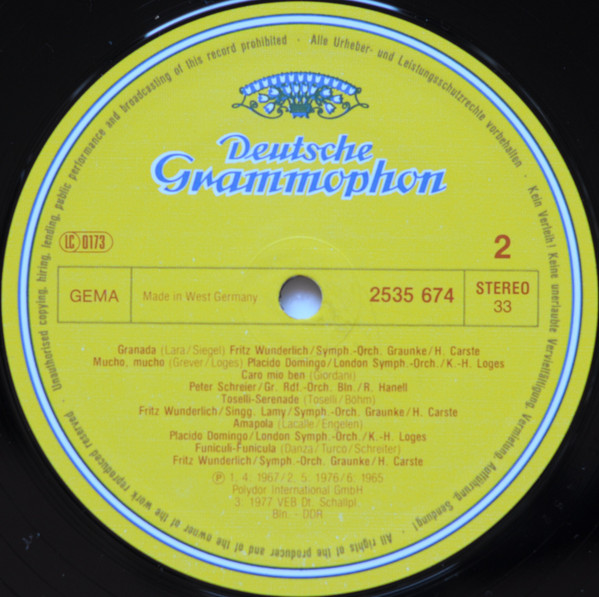 Unauthorised copying, hiring, lending, public performance and broadcasting of this record prohibited · Alle Urheber- und Leistungsschutzrechte vorbehalten · Kein Verleih! Keine unerlaubte Vervielfältigung, Vermietung, Aufführung, Sendung!
All rights of the producer and of the owner of the work reproduced reserved ·
Deutsche
Grammophon
LC 0173
2
GEMA
Made in West Germany
2535 674
STEREO
33
Granada (Lara/Siegel) Fritz Wunderlich/Symph.-Orch. Graunke/H. Carste
Mucho, mucho (Grever/Loges) Placido Domingo/London Symph.-Orch./K.-H. Loges
Caro mio ben (Giordani)
Peter Schreier/Gr. Rdf.-Orch. Bln./R. Hanell
Toselli-Serenade (Toselli/Böhm)
Fritz Wunderlich/Singg. Lamy/Symph.-Orch. Graunke/H. Carste
Amapola (Lacalle/Engelen)
Placido Domingo/London Symph.-Orch./K.-H. Loges
Funiculi-Funicula (Danza/Turco/Schreiter)
Fritz Wunderlich/Symph.-Orch. Graunke/H. Carste
Ⓟ 1. 4. 1967/2. 5. 1976/6. 1965
Polydor International GmbH
3. 1977 VEB Dt. Schallpl.
Bln. - DDR